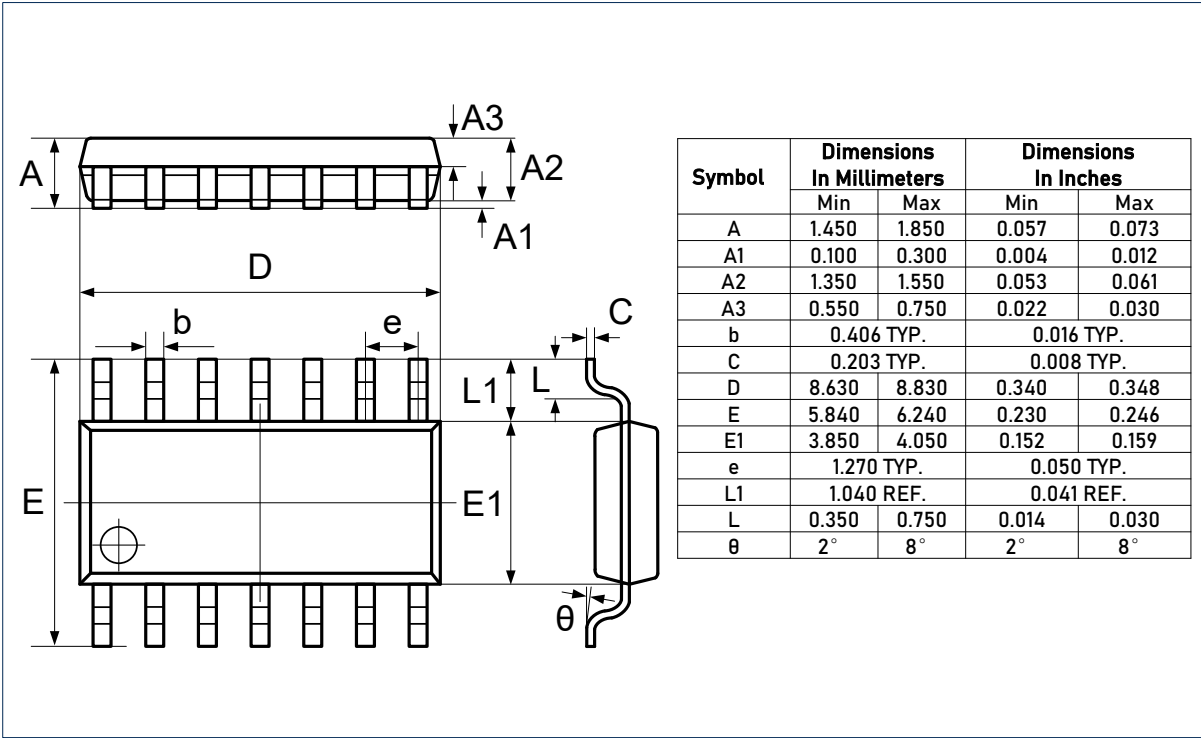 A3
A
A2
A1
D
b
e
C
L1
L
E
E1
θ
Symbol Dimensions In Millimeters Dimensions In Inches
Min Max Min Max
A 1.450 1.850 0.057 0.073
A1 0.100 0.300 0.004 0.012
A2 1.350 1.550 0.053 0.061
A3 0.550 0.750 0.022 0.030
b 0.406 TYP. 0.016 TYP.
C 0.203 TYP. 0.008 TYP.
D 8.630 8.830 0.340 0.348
E 5.840 6.240 0.230 0.246
E1 3.850 4.050 0.152 0.159
e 1.270 TYP. 0.050 TYP.
L1 1.040 REF. 0.041 REF.
L 0.350 0.750 0.014 0.030
θ 2° 8° 2° 8°